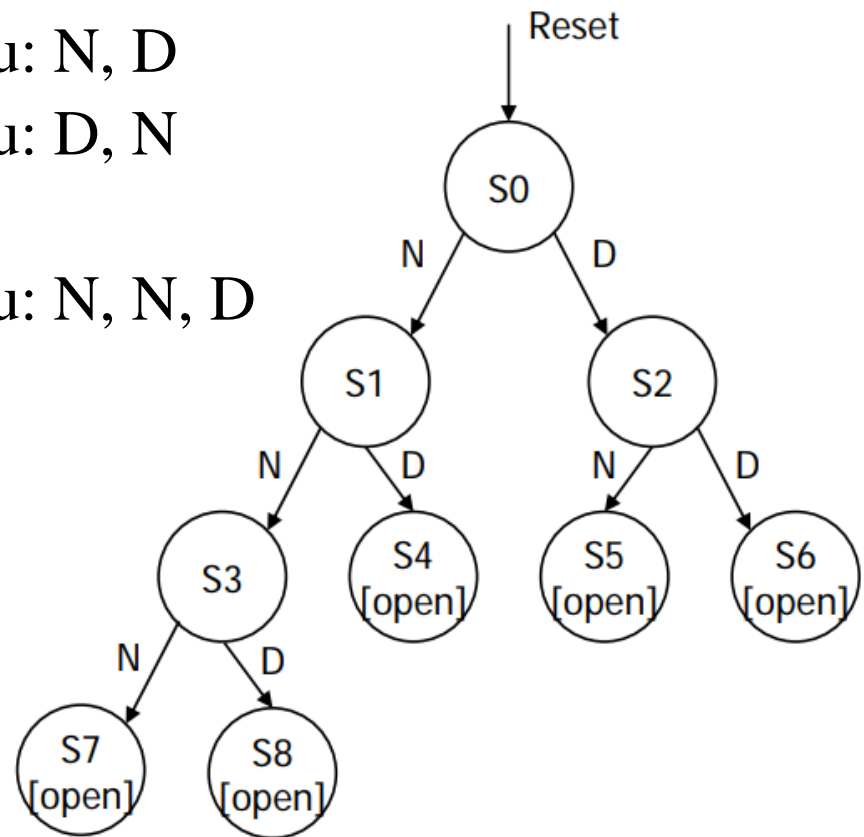 u: N, D
u: D, N
u: N, N, D
Reset
S0
N
D
S1
S2
N
D
N
D
S3
S4
[open]
S5
[open]
S6
[open]
N
D
S7
[open]
S8
[open]